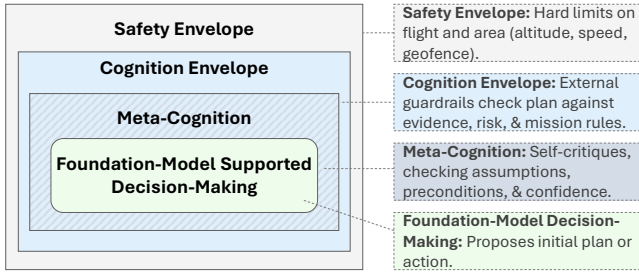 Safety Envelope
Cognition Envelope
Meta-Cognition
Foundation-Model Supported
Decision-Making
Safety Envelope: Hard limits on
flight and area (altitude, speed,
geofence).
Cognition Envelope: External
guardrails check plan against
evidence, risk, & mission rules.
Meta-Cognition: Self-critiques,
checking assumptions,
preconditions, & confidence.
Foundation-Model Decision-
Making: Proposes initial plan or
action.